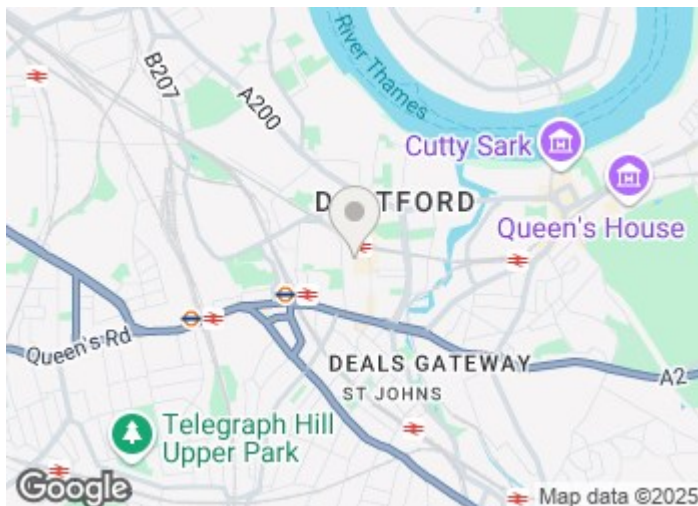 River Thames
B207
A200
Cutty Sark
Queen's House
Queen's Rd
DEALS GATEWAY
ST JOHNS
A2
Telegraph Hill
Upper Park
Google
Map data ©2025